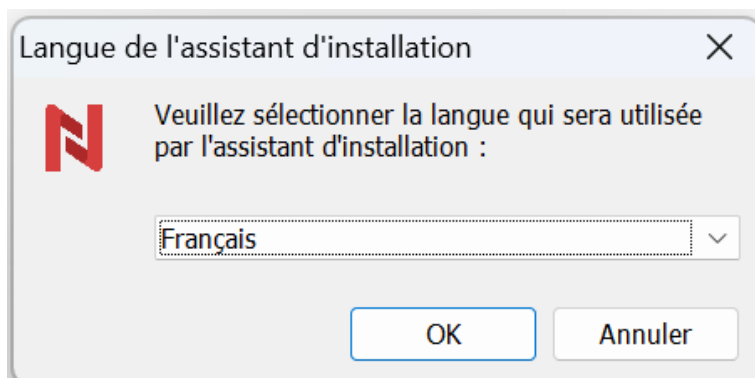 Langue de l'assistant d'installation
Veuillez sélectionner la langue qui sera utilisée
par l'assistant d'installation :
Français
OK
Annuler